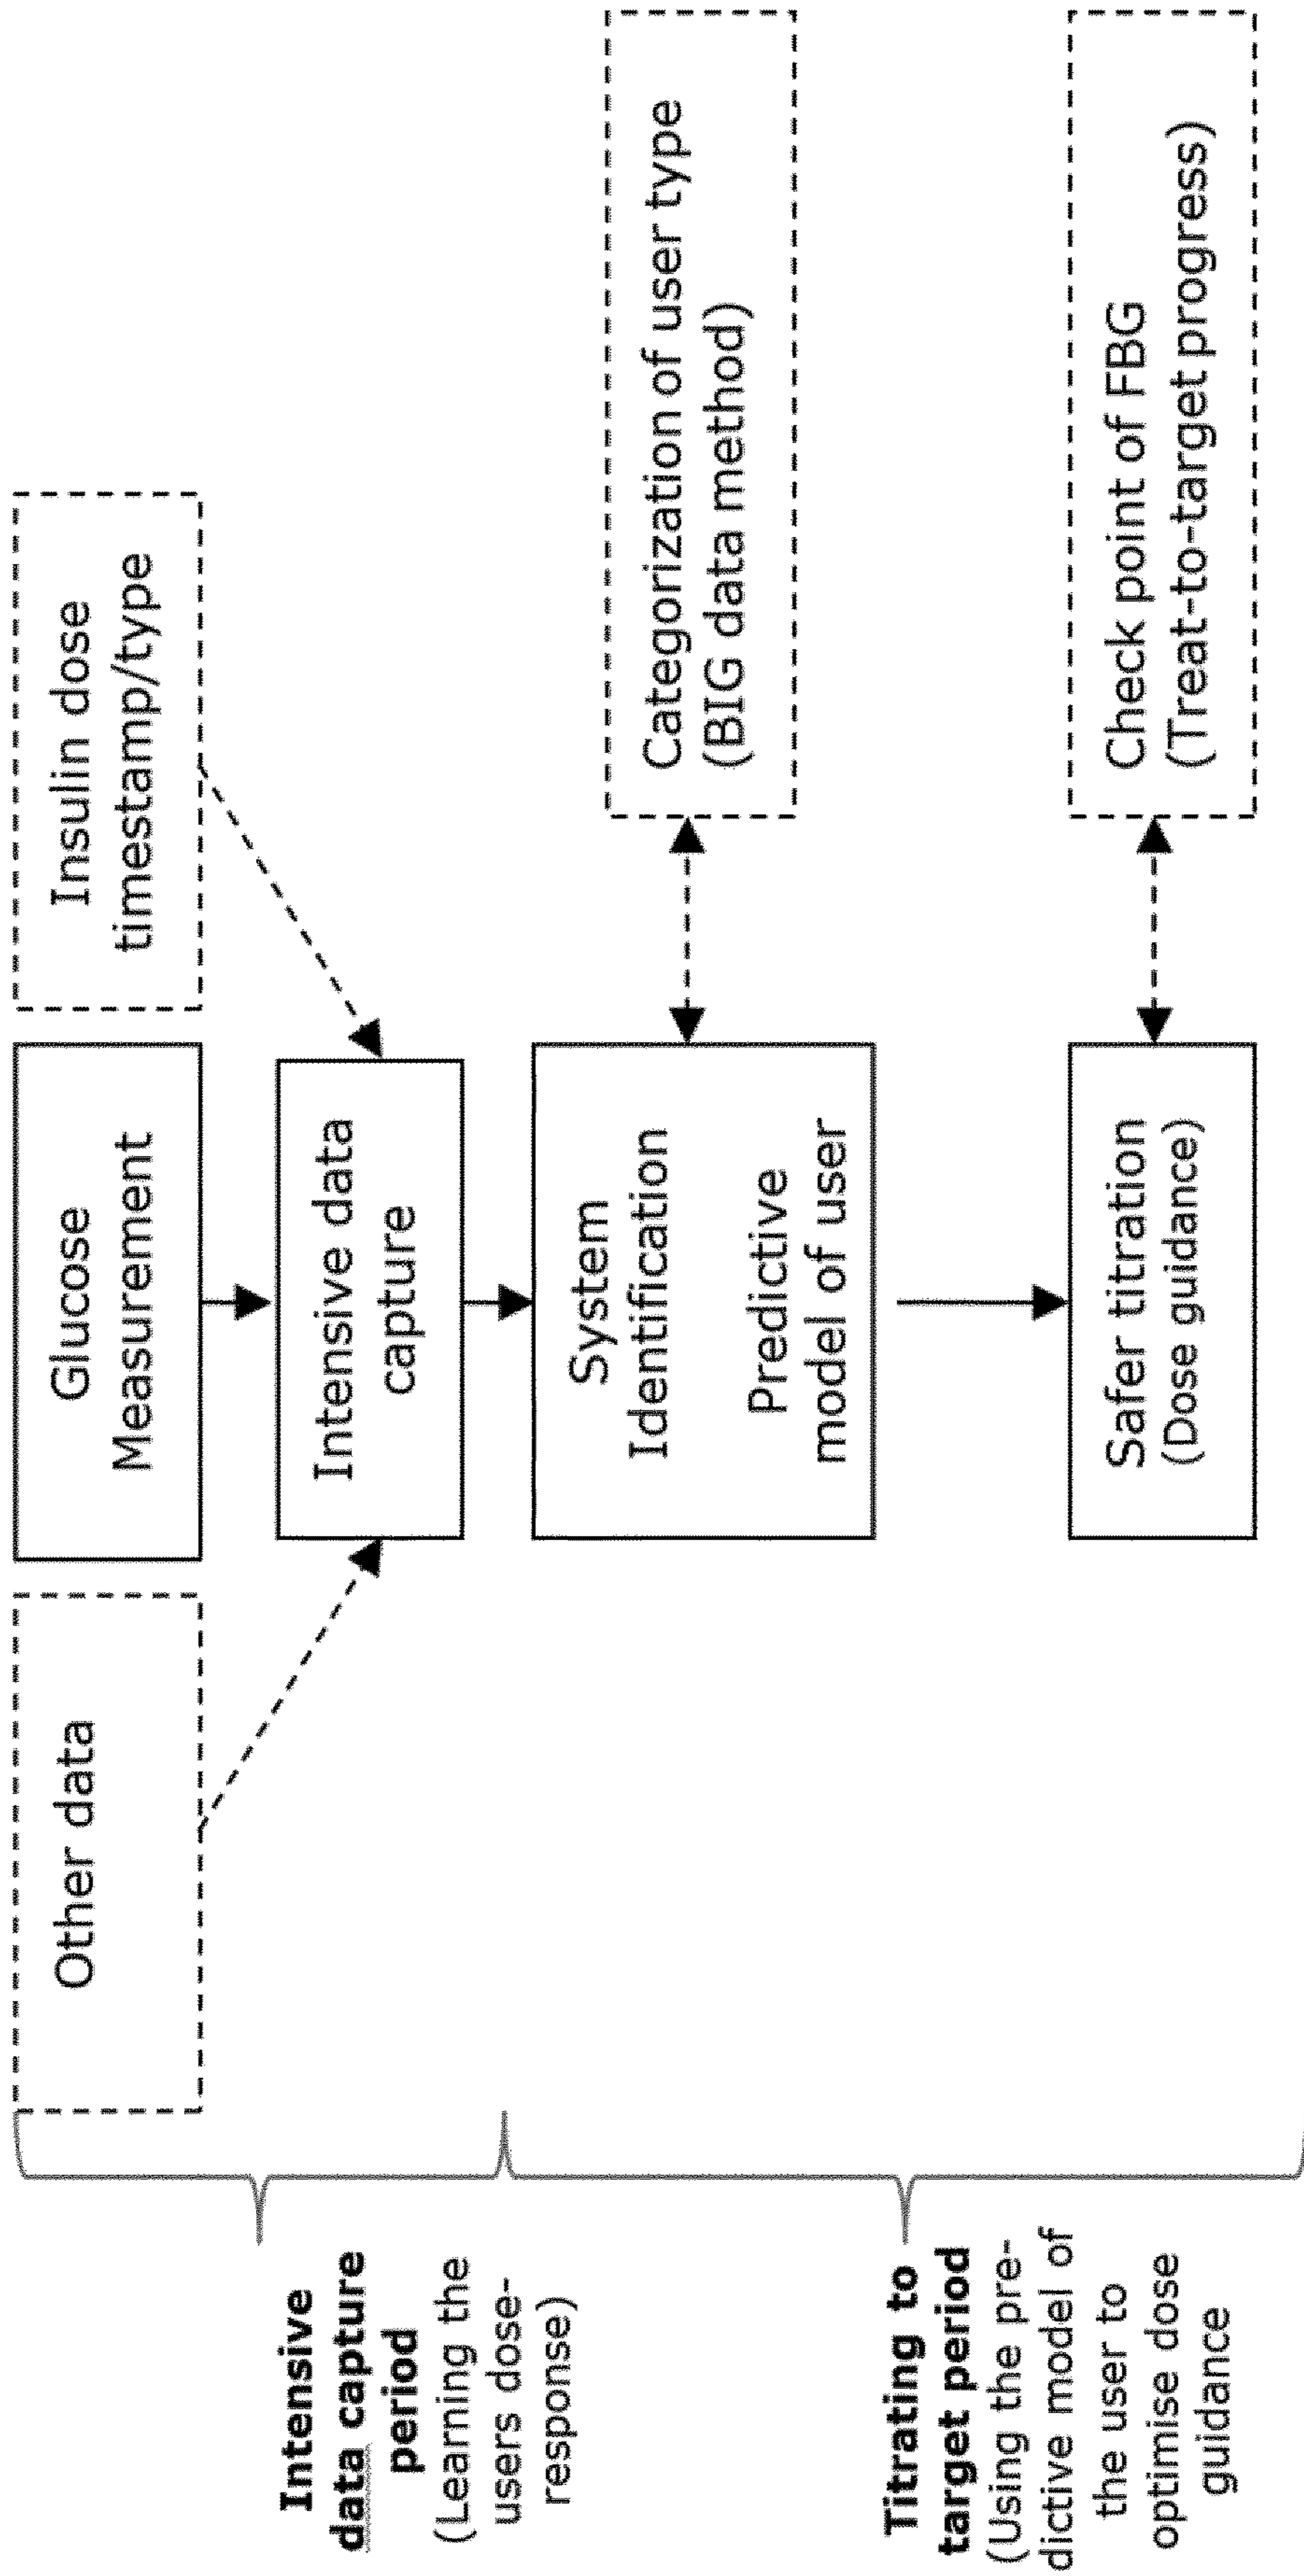 Other data
Glucose
Measurement
Insulin dose
timestamp/type
Intensive
data capture
period
(Learning the
users dose-
response)
Intensive data
capture
System
Identification
Predictive
model of user
Categorization of user type
(BIG data method)
Titrating to
target period
(Using the pre-
dictive model of
the user to
optimise dose
guidance
Safer titration
(Dose guidance)
Check point of FBG
(Treat-to-target progress)